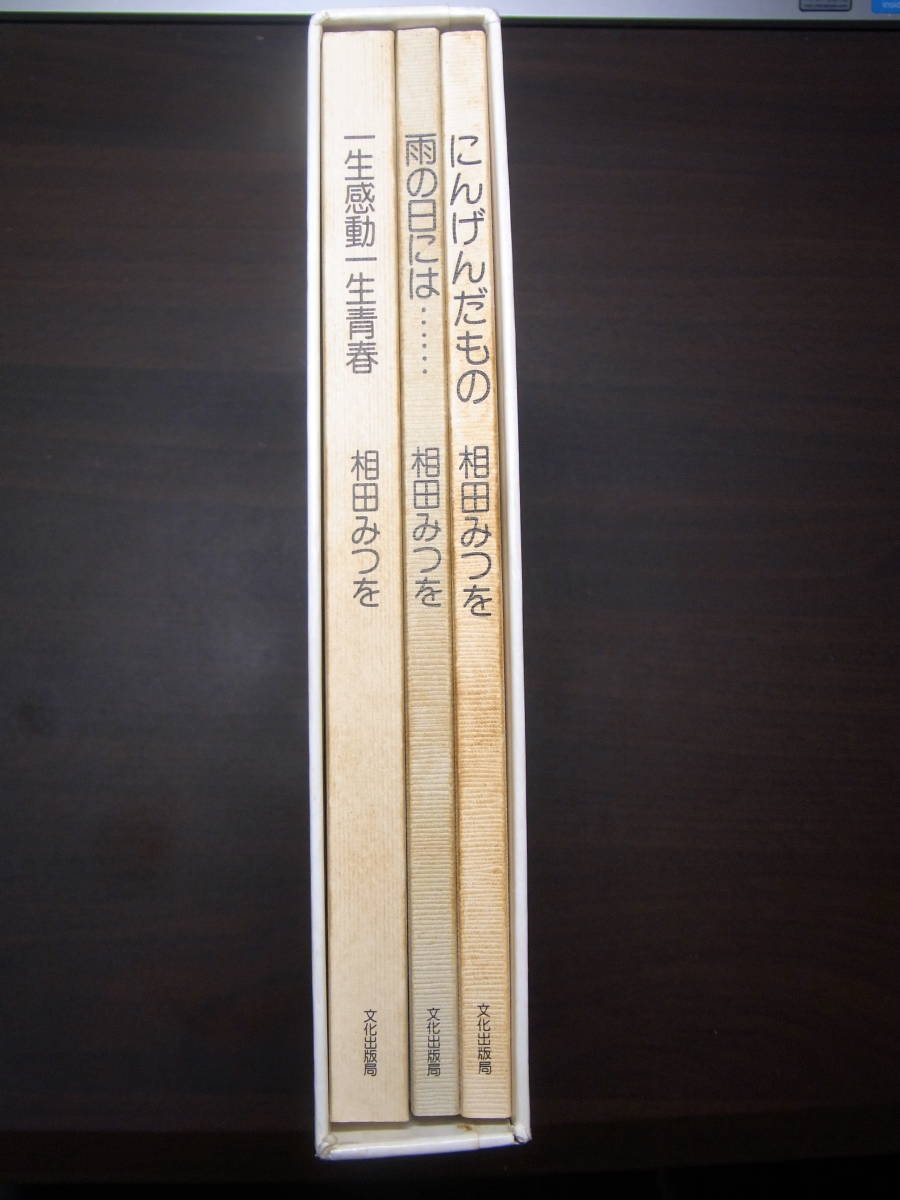 にんげんだもの
相田みつを
文化出版局
雨の日には……
相田みつを
文化出版局
一生感動一生青春
相田みつを
文化出版局